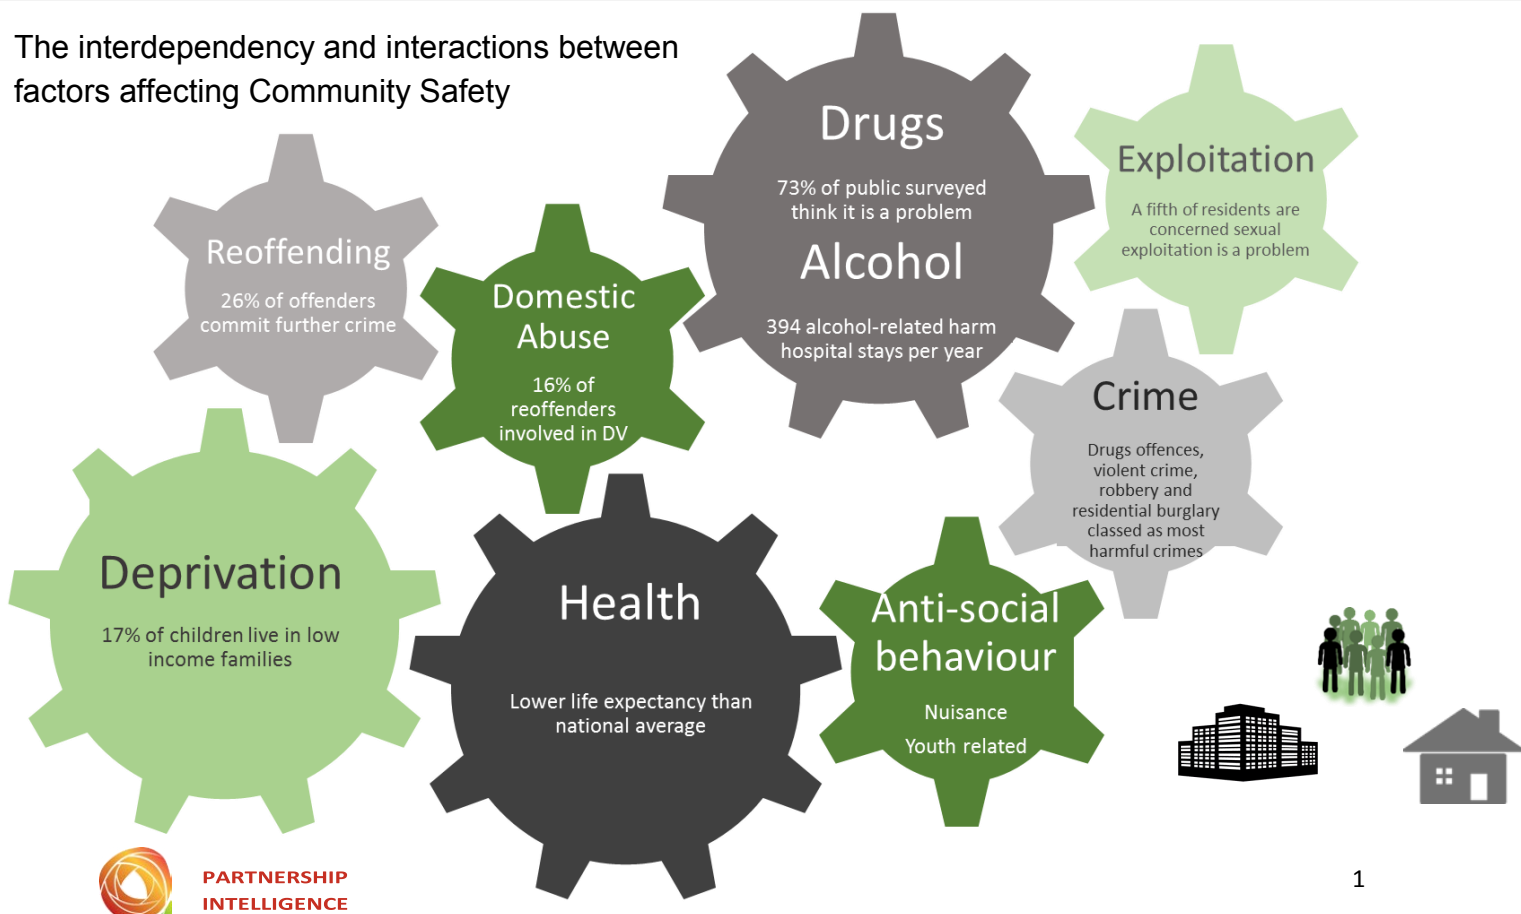 The interdependency and interactions between
factors affecting Community Safety
Reoffending
26% of offenders
commit further crime
Domestic
Abuse
16% of
reoffenders
involved in DV
Drugs
73% of public surveyed
think it is a problem
Alcohol
394 alcohol-related harm
hospital stays per year
Exploitation
A fifth of residents are
concerned sexual
exploitation is a problem
Crime
Drugs offences,
violent crime,
robbery and
residential burglary
classed as most
harmful crimes
Deprivation
17% of children live in low
income families
Health
Lower life expectancy than
national average
Anti-social
behaviour
Nuisance
Youth related
PARTNERSHIP
INTELLIGENCE
1